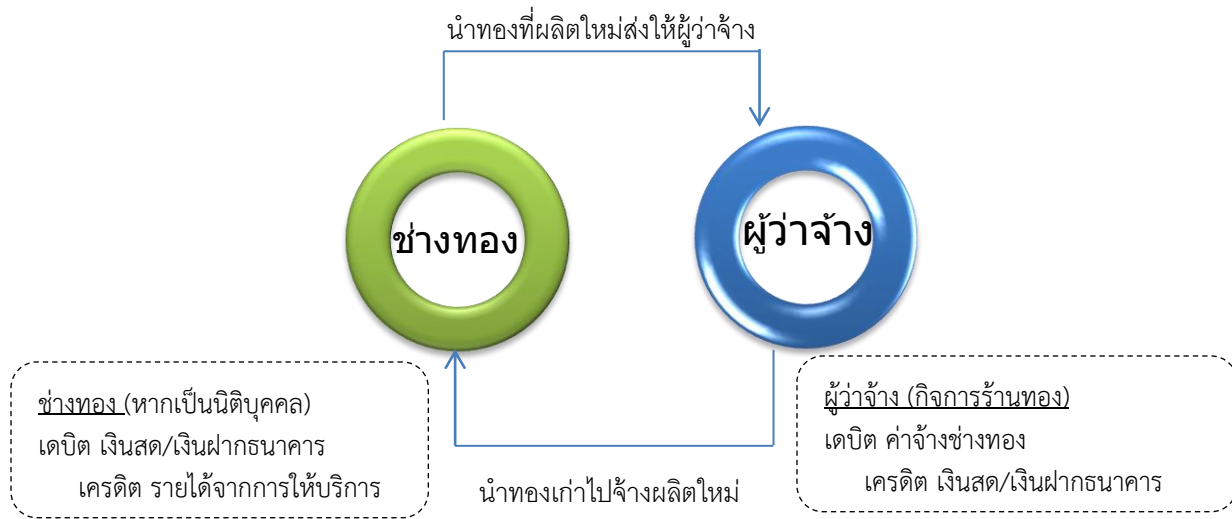 นำทองที่ผลิตใหม่ส่งให้ผู้ว่าจ้าง
ช่างทอง
ผู้ว่าจ้าง
ช่างทอง (หากเป็นนิติบุคคล)
เดบิต เงินสด/เงินฝากธนาคาร
เครดิต รายได้จากการให้บริการ
นำทองเก่าไปจ้างผลิตใหม่
ผู้ว่าจ้าง (กิจการร้านทอง)
เดบิต ค่าจ้างช่างทอง
เครดิต เงินสด/เงินฝากธนาคาร